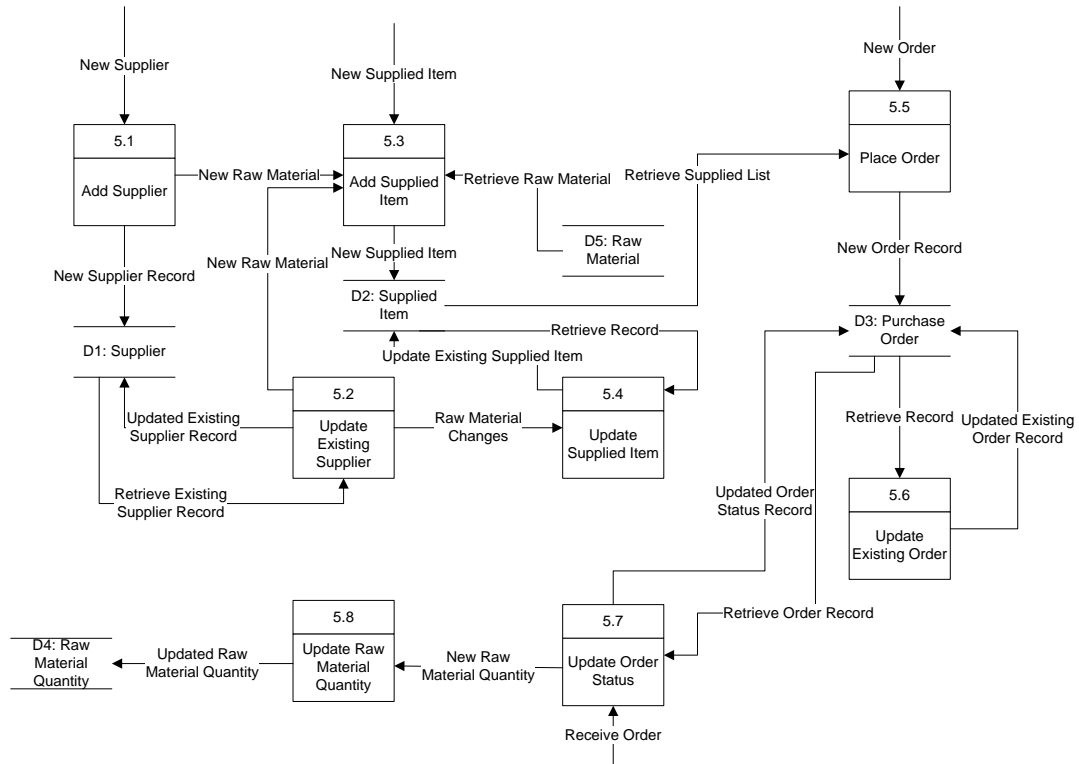 New Order
New Supplier
New Supplied Item
5.5
5.1
5.3
Place Order
New Raw Material
Retrieve Raw Material
Retrieve Supplied List
Add Supplier
Add Supplied
Item
D5: Raw
Material
New Supplied Item
New Order Record
New Raw Material
New Supplier Record
D2: Supplied
Item
D3: Purchase
Order
Retrieve Record
D1: Supplier
Update Existing Supplied Item
5.2
5.4
Updated Existing
Supplier Record
Raw Material
Changes
Retrieve Record
Updated Existing
Order Record
Update
Existing
Supplier
Update
Supplied Item
Retrieve Existing
Supplier Record
Updated Order
Status Record
5.6
Update
Existing Order
5.8
5.7
Retrieve Order Record
D4: Raw
Material
Quantity
Updated Raw
Material Quantity
Update Raw
Material
Quantity
New Raw
Material Quantity
Update Order
Status
Receive Order